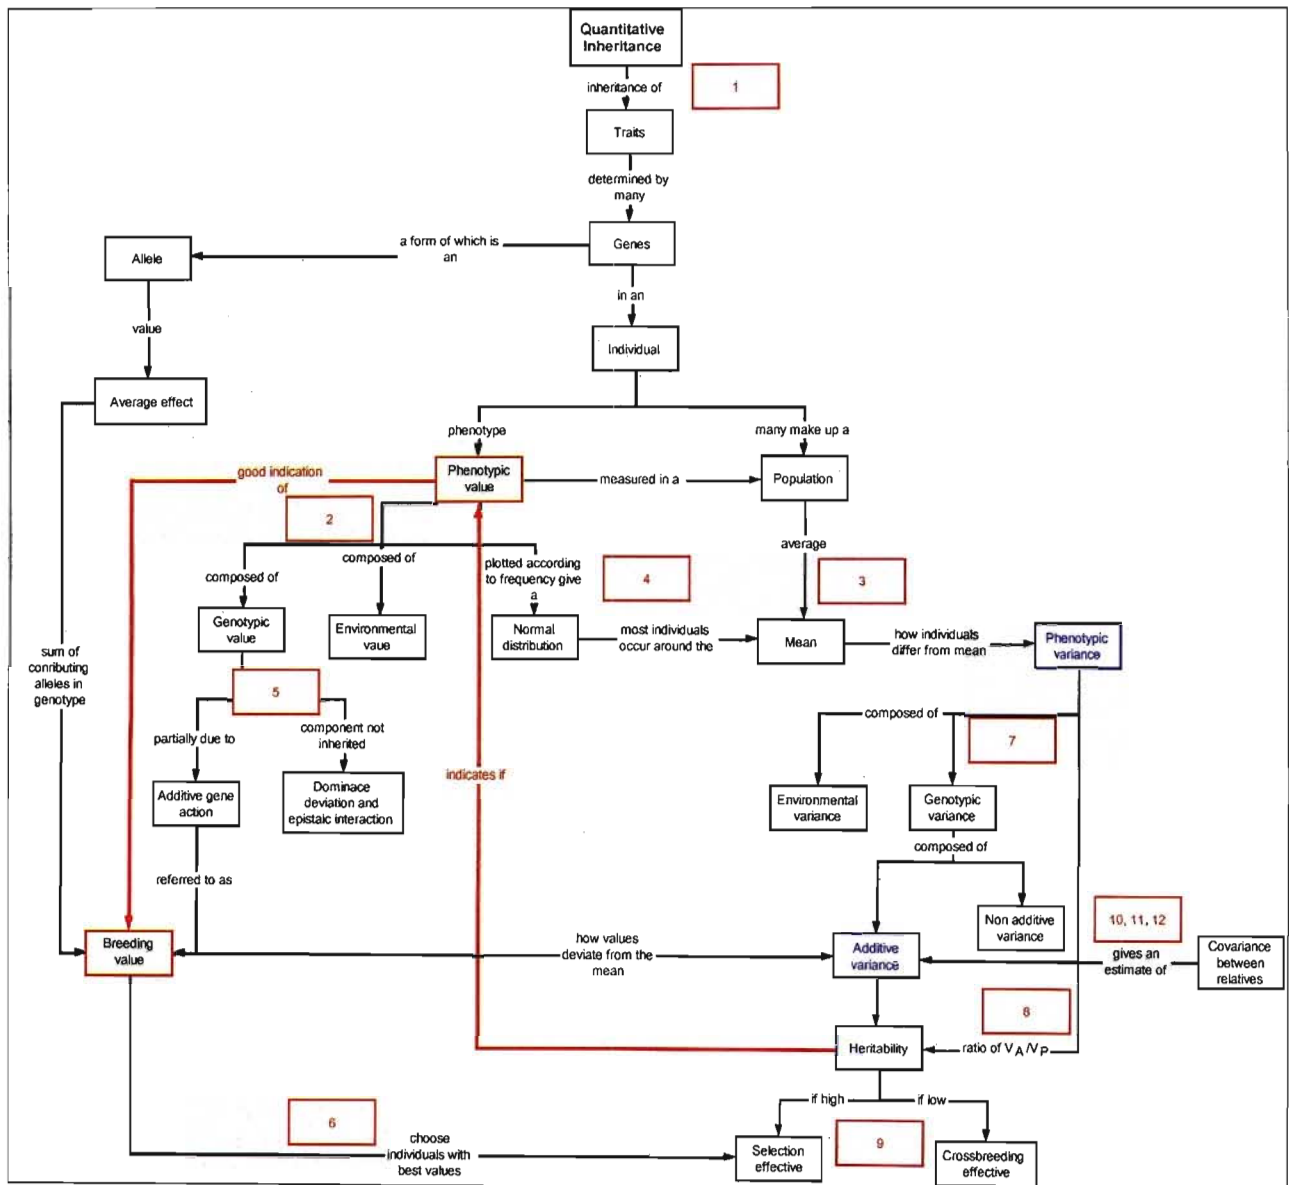 Quantitative
Inheritance
inheritance of
1
Traits
determined by
many
Genes
a form of which is
an
Allele
in an
value
Individual
Average effect
phenotype
many make up a
good indication
of
Phenotypic
value
measured in a
Population
2
average
composed of
composed of
plotted according
to frequency give
a
4
3
Genotypic
value
Environmental
vaue
Normal
distribution
most individuals
occur around the
Mean
how individuals
differ from mean
Phenotypic
variance
sum of
conributing
alleles in
genotype
5
partially due to
component not
inherited
composed of
7
indicates if
Additive gene
action
Dominace
deviation and
epistaic interaction
Environmental
variance
Genotypic
variance
composed of
referred to as
Non additive
variance
10, 11, 12
Breeding
value
how values
deviate from the
mean
Additive
variance
gives an
estimate of
Covariance
between
relatives
8
Heritability
ratio of VA/VP
if high
if low
6
choose
individuals with
best values
9
Selection
effective
Crossbreeding
effective